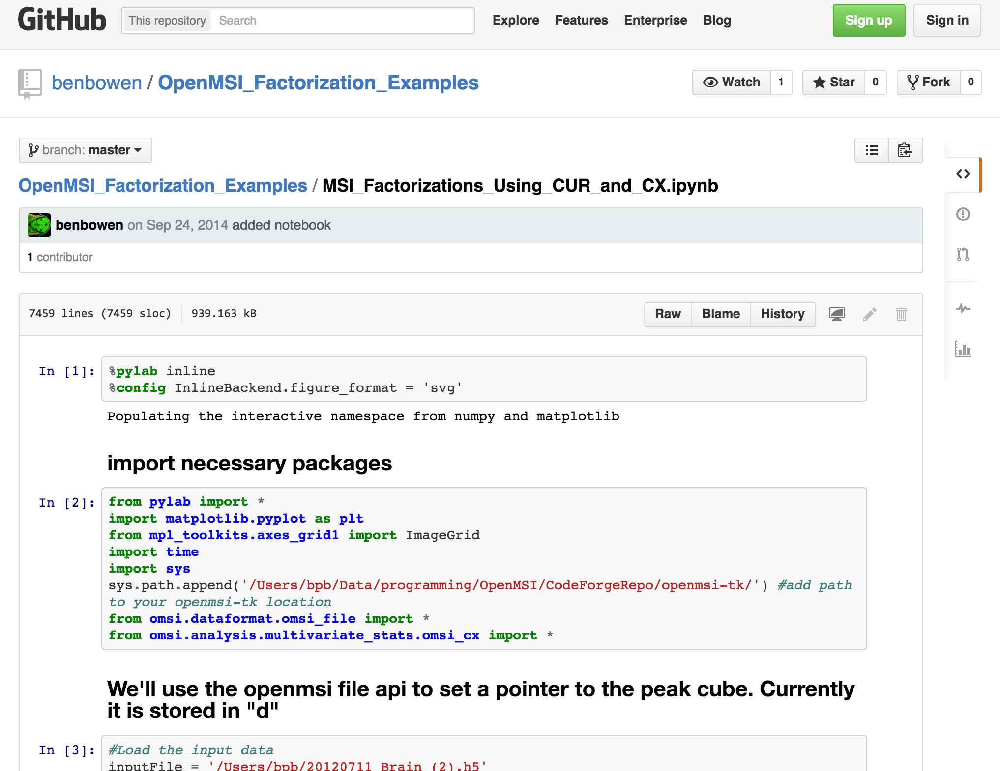 GitHub This repository Search Explore Features Enterprise Blog Sign up Sign in
benbowen / OpenMSI_Factorization_Examples Watch 1 Star 0 Fork 0
branch: master
OpenMSI_Factorization_Examples / MSI_Factorizations_Using_CUR_and_CX.ipynb
benbowen on Sep 24, 2014 added notebook
1 contributor
7459 lines (7459 sloc) 939.163 kB Raw Blame History
In [1]: %pylab inline
%config InlineBackend.figure_format = 'svg'
Populating the interactive namespace from numpy and matplotlib
import necessary packages
In [2]: from pylab import *
import matplotlib.pyplot as plt
from mpl_toolkits.axes_grid1 import ImageGrid
import time
import sys
sys.path.append('/Users/bpb/Data/programming/OpenMSI/CodeForgeRepo/openmsi-tk/') #add path
to your openmsi-tk location
from omsi.dataformat.omsi_file import *
from omsi.analysis.multivariate_stats.omsi_cx import *
We'll use the openmsi file api to set a pointer to the peak cube. Currently
it is stored in "d"
In [3]: #Load the input data
inputFile = '/Users/bpb/20120711_Brain_(2).h5'